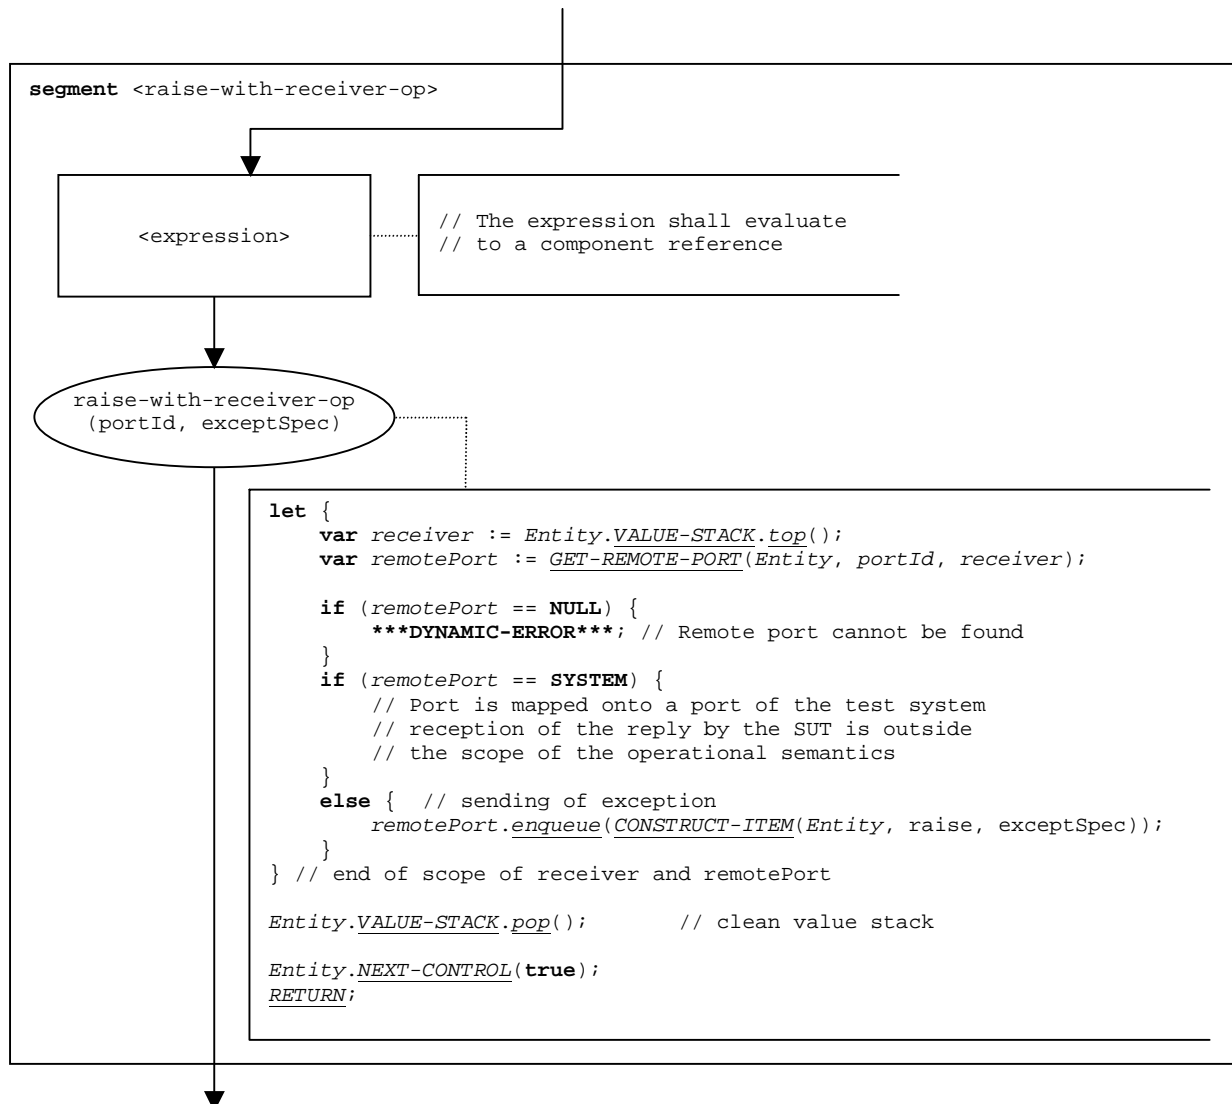 segment <raise-with-receiver-op>
<expression>
// The expression shall evaluate
// to a component reference
raise-with-receiver-op
(portId, exceptSpec)
let {
var receiver := Entity.VALUE-STACK.top();
var remotePort := GET-REMOTE-PORT(Entity, portId, receiver);
if (remotePort == NULL) {
***DYNAMIC-ERROR***; // Remote port cannot be found
}
if (remotePort == SYSTEM) {
// Port is mapped onto a port of the test system
// reception of the reply by the SUT is outside
// the scope of the operational semantics
}
else { // sending of exception
remotePort.enqueue(CONSTRUCT-ITEM(Entity, raise, exceptSpec));
}
} // end of scope of receiver and remotePort
Entity.VALUE-STACK.pop(); // clean value stack
Entity.NEXT-CONTROL(true);
RETURN;